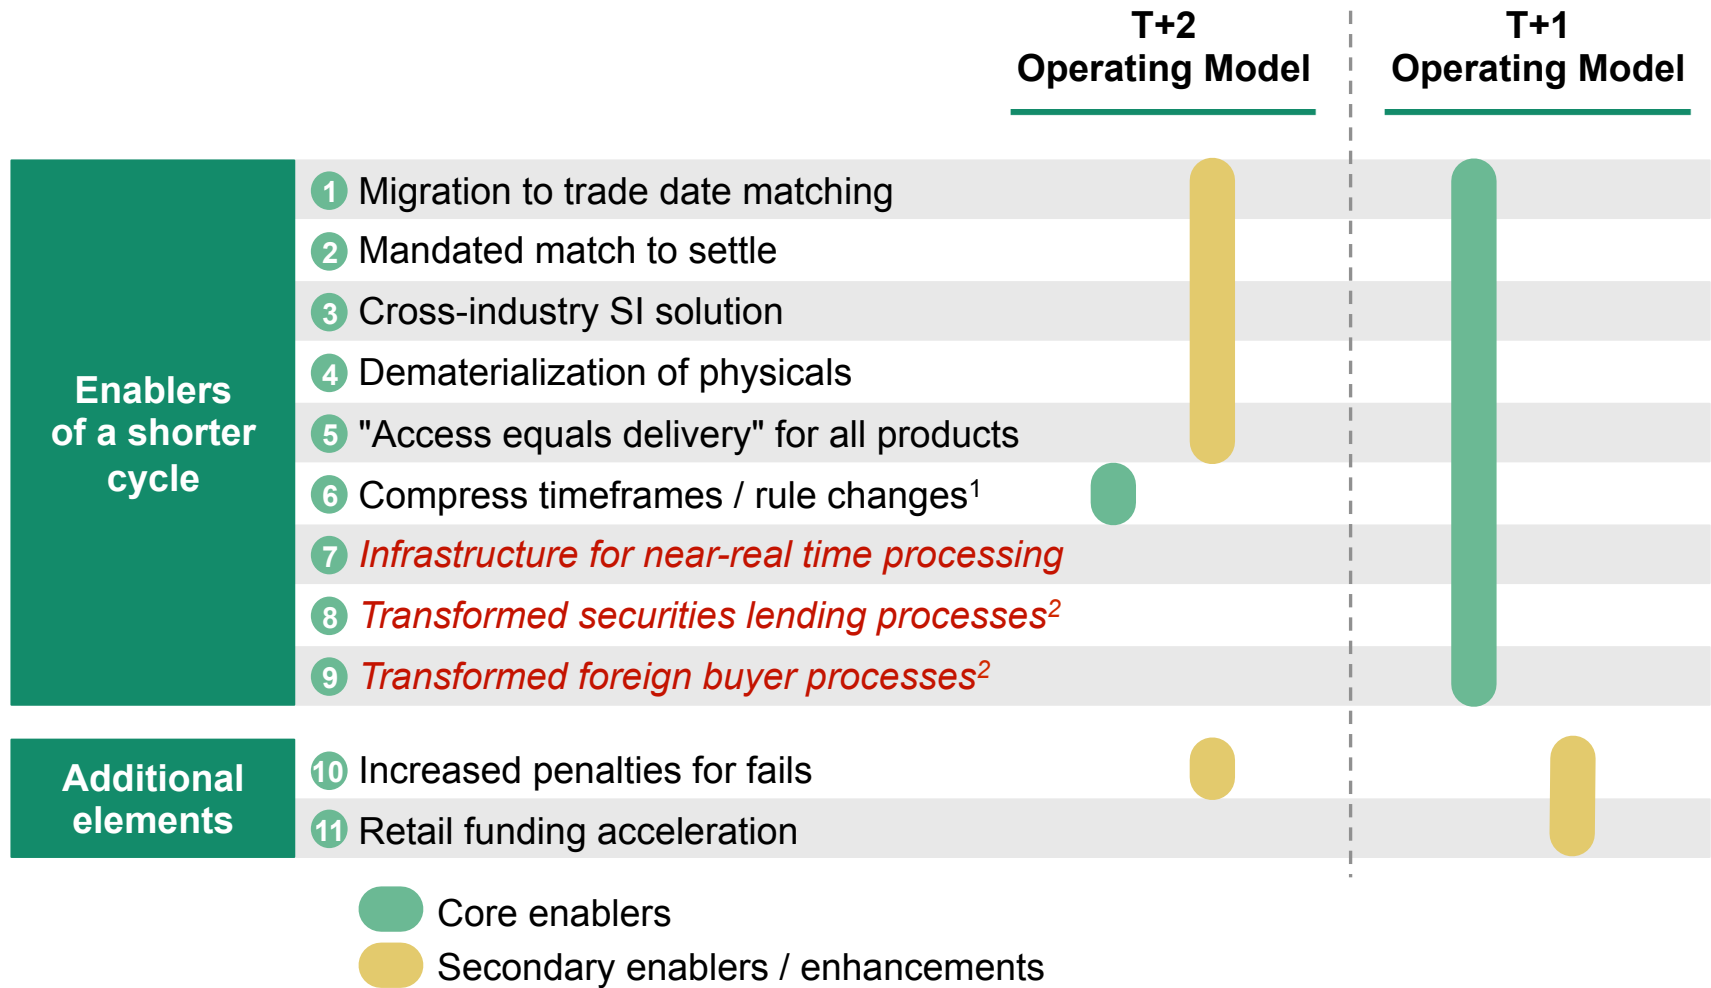 T+2
Operating Model
T+1
Operating Model
Enablers
of a shorter
cycle
1 Migration to trade date matching
2 Mandated match to settle
3 Cross-industry SI solution
4 Dematerialization of physicals
5 "Access equals delivery" for all products
6 Compress timeframes / rule changes¹
7 Infrastructure for near-real time processing
8 Transformed securities lending processes²
9 Transformed foreign buyer processes²
Additional
elements
10 Increased penalties for fails
11 Retail funding acceleration
Core enablers
Secondary enablers / enhancements